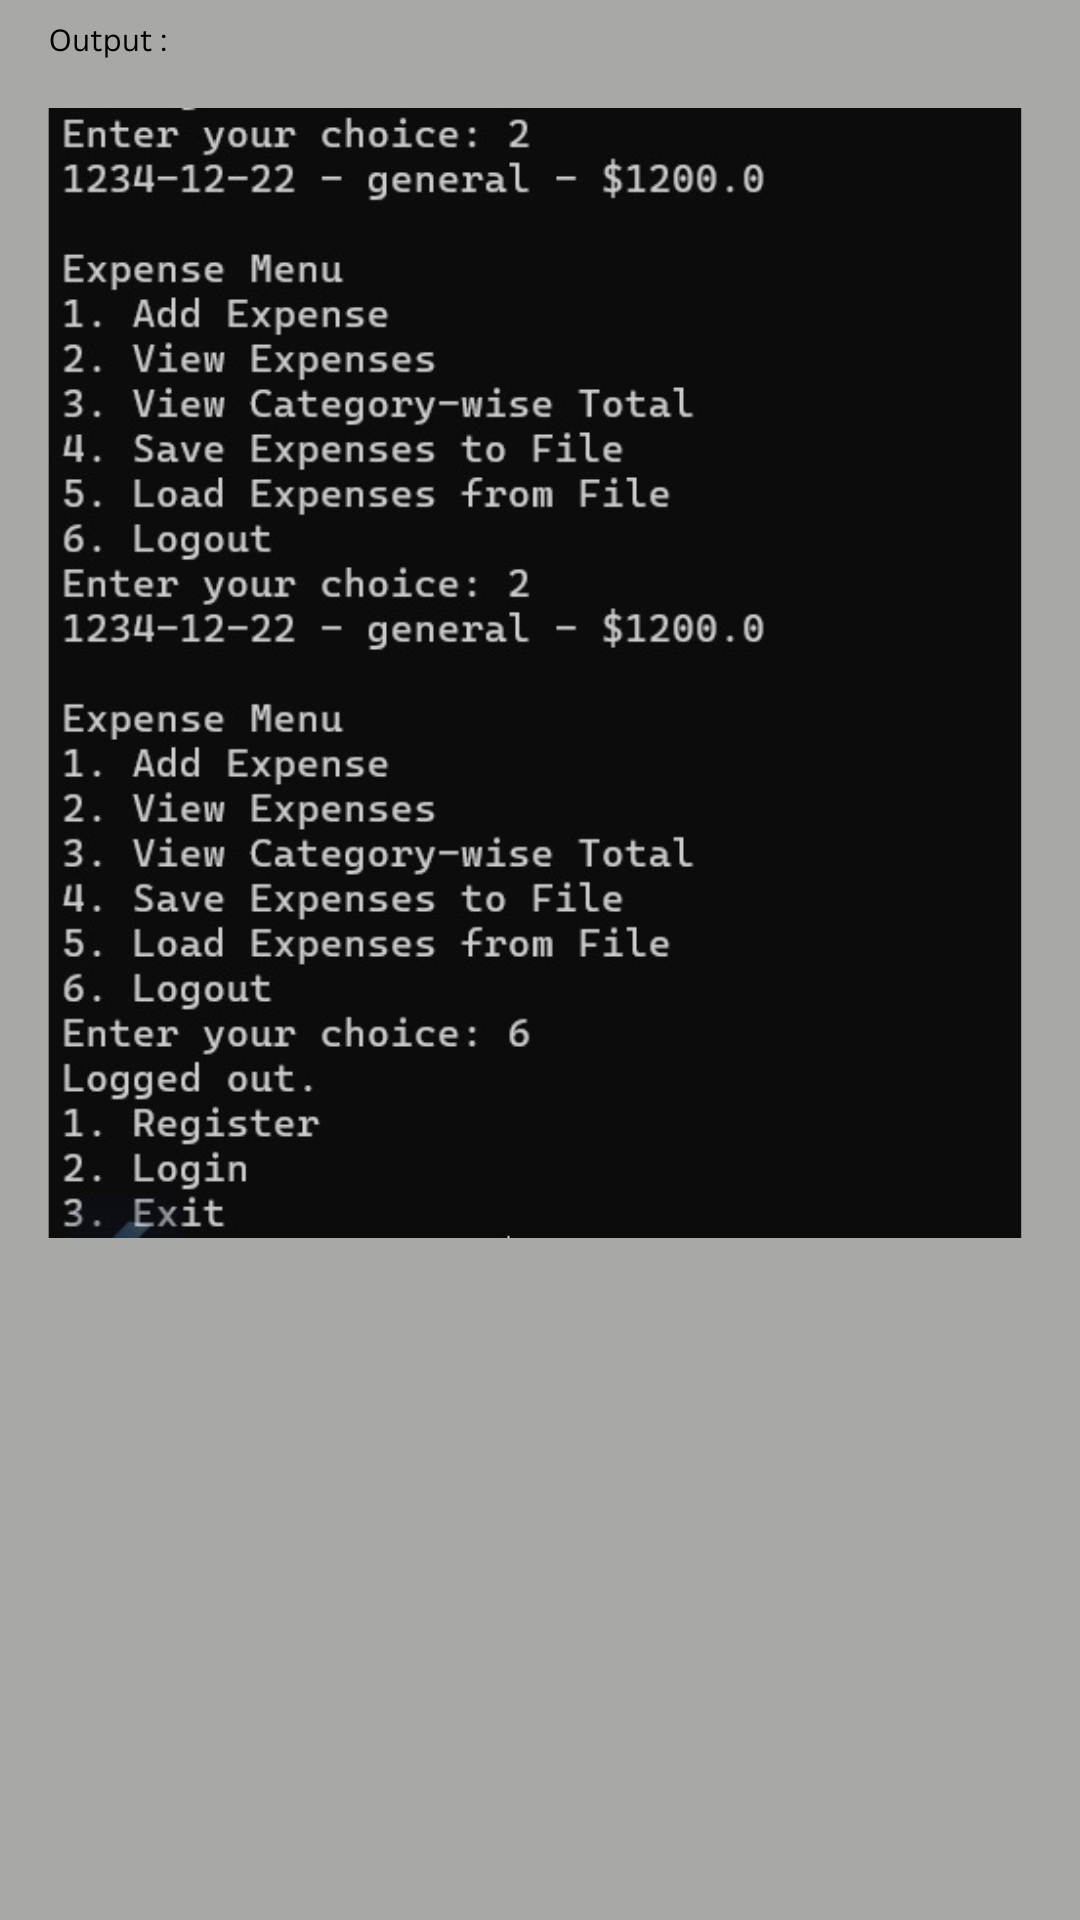 Output :
Enter your choice: 2
1234-12-22 - general - $1200.0
Expense Menu
1. Add Expense
2. View Expenses
3. View Category-wise Total
4. Save Expenses to File
5. Load Expenses from File
6. Logout
Enter your choice: 2
1234-12-22 - general - $1200.0
Expense Menu
1. Add Expense
2. View Expenses
3. View Category-wise Total
4. Save Expenses to File
5. Load Expenses from File
6. Logout
Enter your choice: 6
Logged out.
1. Register
2. Login
3. Exit